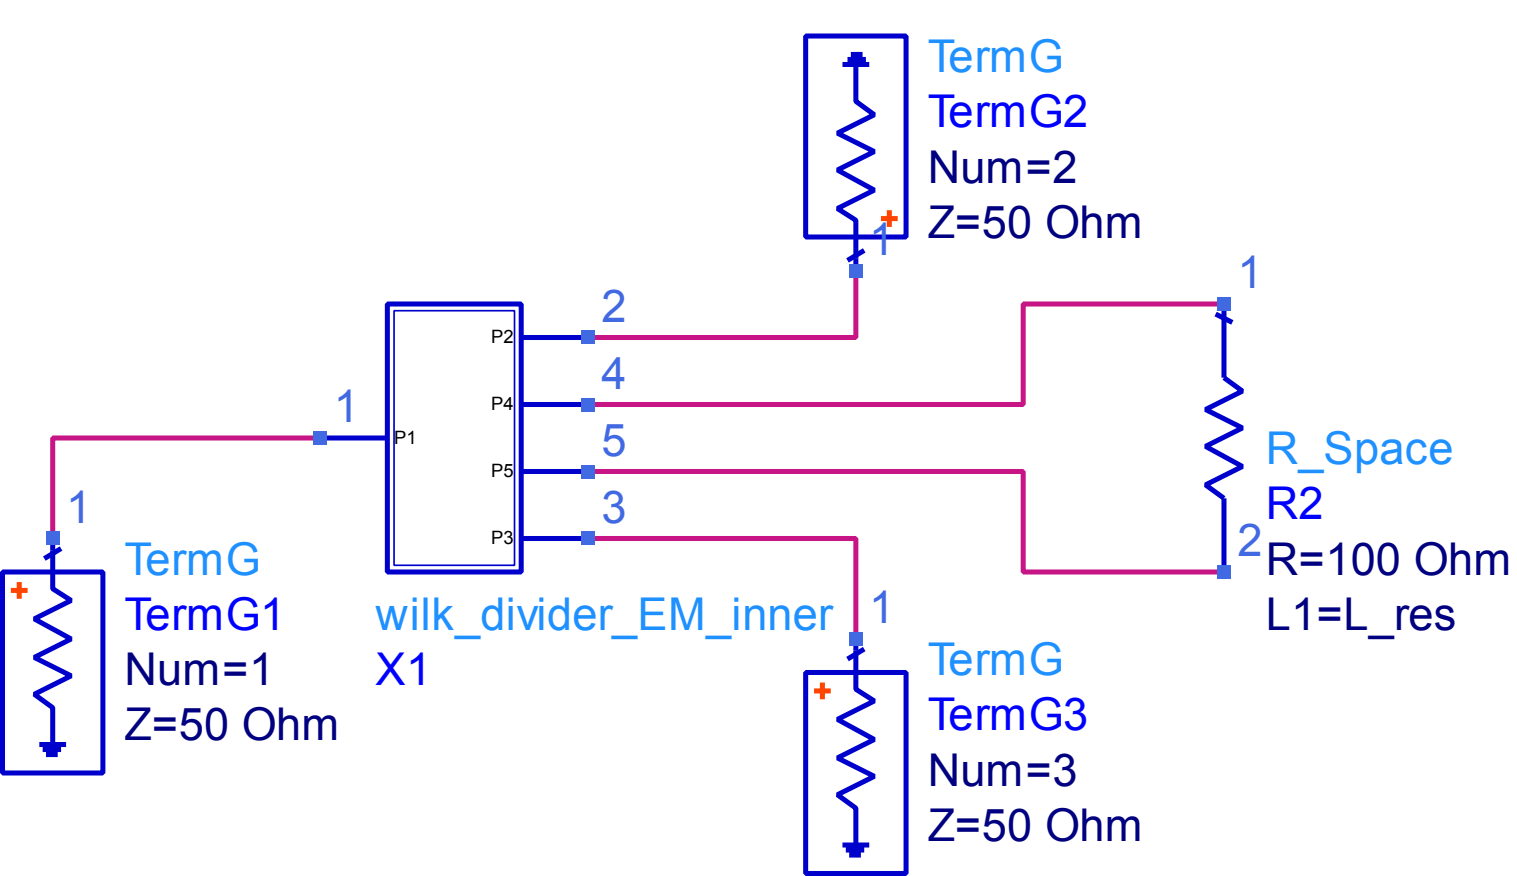 TermG
TermG2
Num=2
Z=50 Ohm
1
1
2
P2
4
P4
1
P1
5
P5
3
P3
1
TermG
TermG1
Num=1
Z=50 Ohm
wilk_divider_EM_inner
X1
1
TermG
TermG3
Num=3
Z=50 Ohm
R_Space
R2
2
R=100 Ohm
L1=L_res